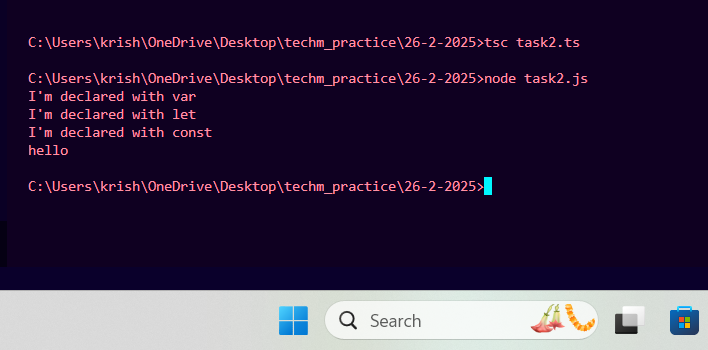 C:\Users\krish\OneDrive\Desktop\techm_practice\26-2-2025>tsc task2.ts
C:\Users\krish\OneDrive\Desktop\techm_practice\26-2-2025>node task2.js
I'm declared with var
I'm declared with let
I'm declared with const
hello
C:\Users\krish\OneDrive\Desktop\techm_practice\26-2-2025>
Search